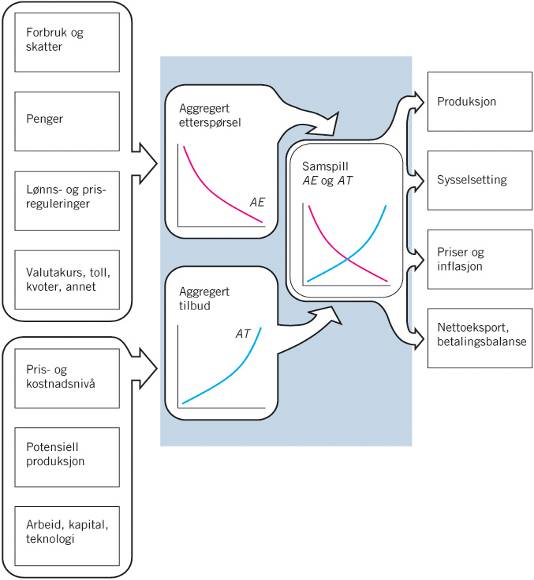 Forbruk og
skatter
Penger
Lønns- og pris-
reguleringer
Valutakurs, toll,
kvoter, annet
Pris- og
kostnadsnivå
Potensiell
produksjon
Arbeid, kapital,
teknologi
Aggregert
etterspørsel
AE
Aggregert
tilbud
AT
Samspill
AE og AT
Produksjon
Sysselsetting
Priser og
inflasjon
Nettoeksport,
betalingsbalanse